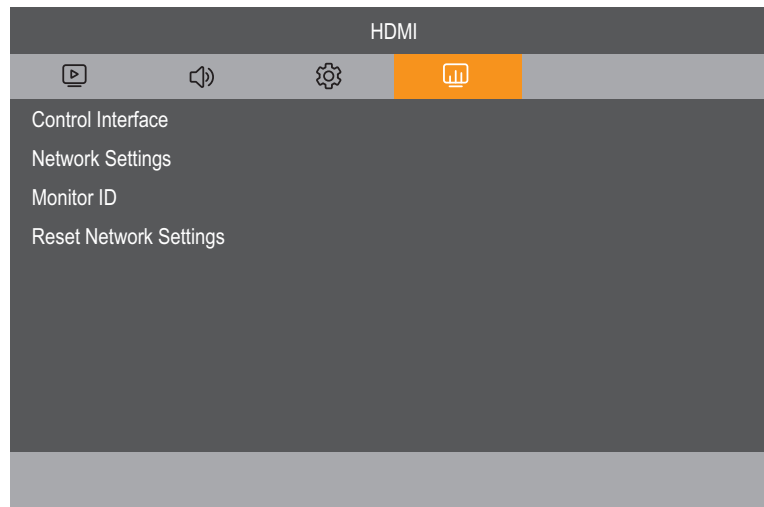 HDMI
Control Interface
Network Settings
Monitor ID
Reset Network Settings